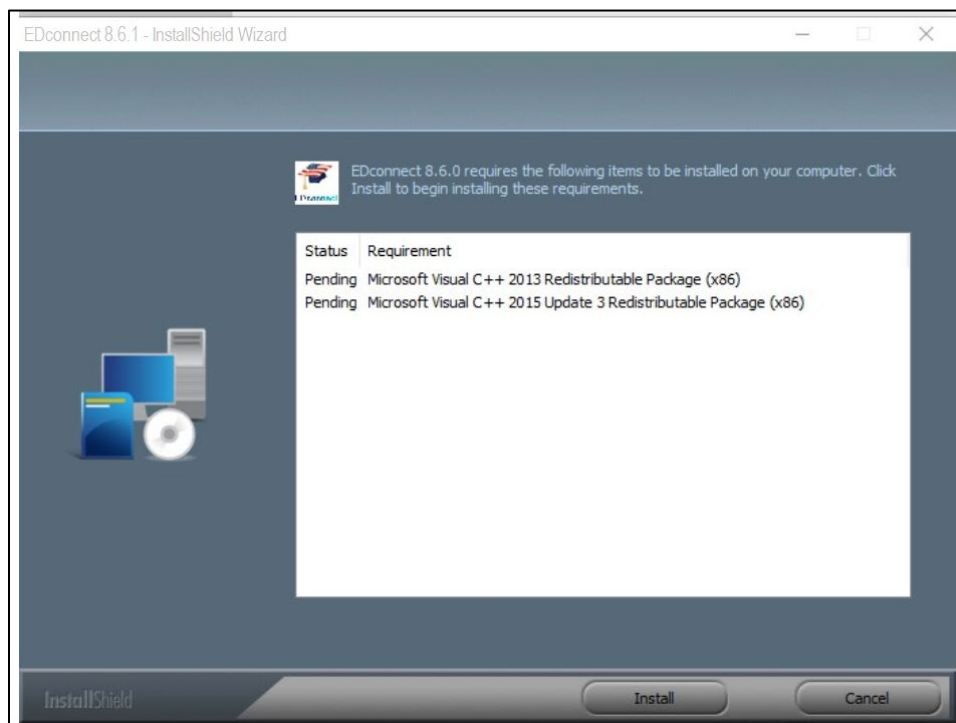 EDconnect 8.6.1 - InstallShield Wizard
EDconnect 8.6.0 requires the following items to be installed on your computer. Click
Install to begin installing these requirements.
Status Requirement
Pending Microsoft Visual C++ 2013 Redistributable Package (x86)
Pending Microsoft Visual C++ 2015 Update 3 Redistributable Package (x86)
InstallShield
Install
Cancel